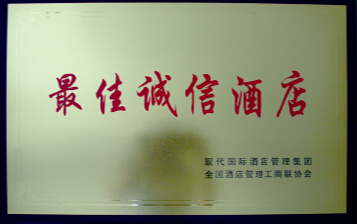 最佳诚信酒店
现代国际酒店管理集团
全国酒店管理工商联协会